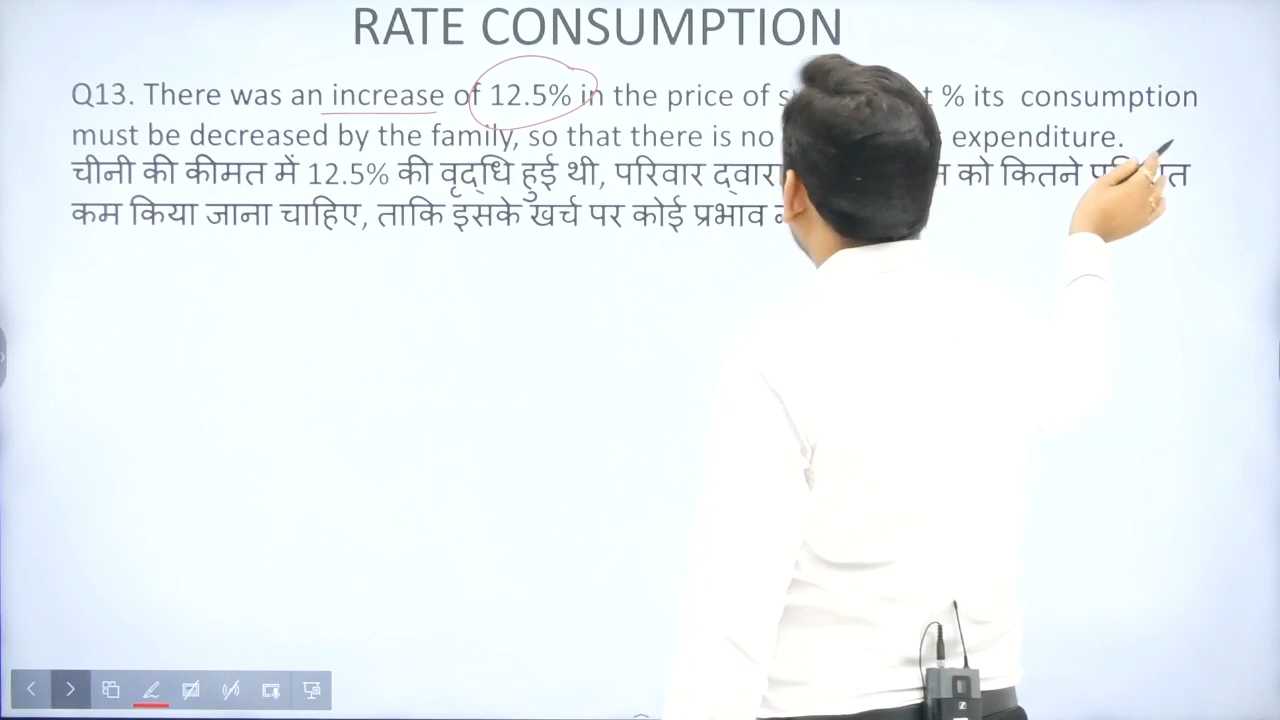 RATE CONSUMPTION
Q13. There was an increase of 12.5% in the price of % its consumption
must be decreased by the family, so that there is no expenditure.
चीनी की कीमत में 12.5% की वृद्धि हुई थी, परिवार को कितने
कम किया जाना चाहिए, ताकि इसके खर्च पर कोई प्रभाव